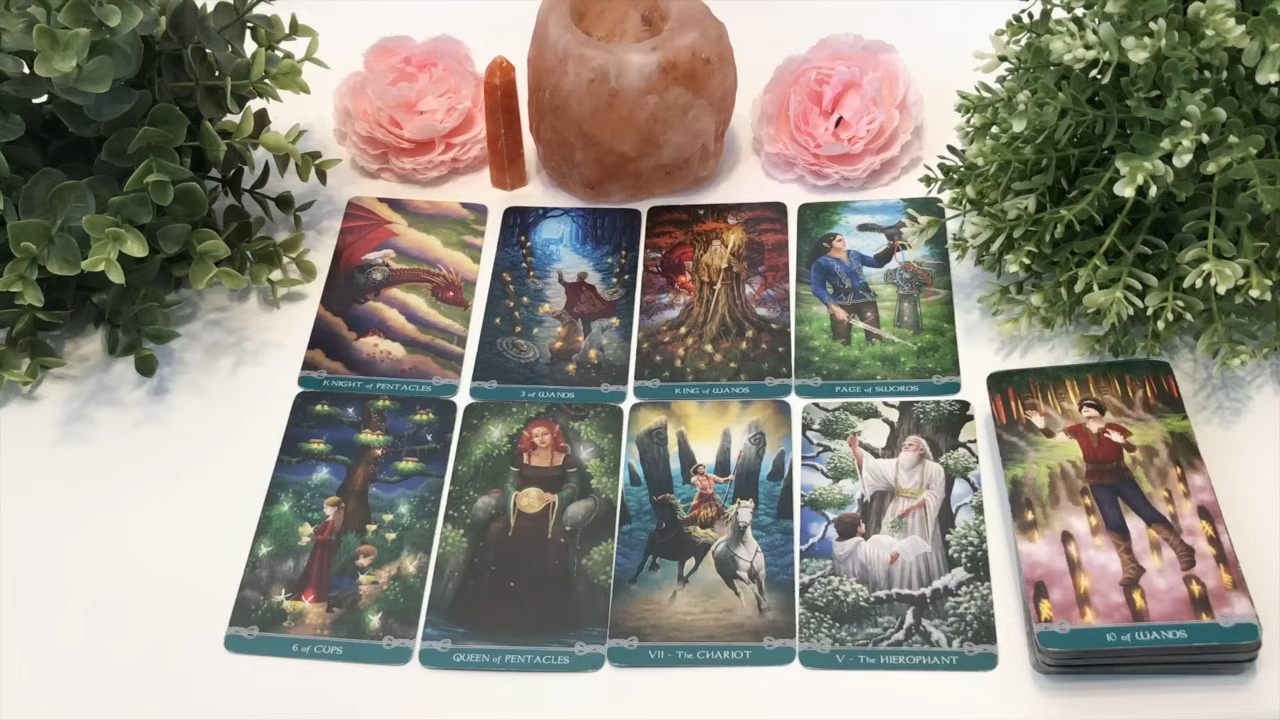 KNIGHT of PENTACLES
3 of WANDS
KING of WANDS
PAGE of SWORDS
6 of CUPS
QUEEN of PENTACLES
VII - The CHARIOT
V - The HIEROPHANT
10 of WANDS